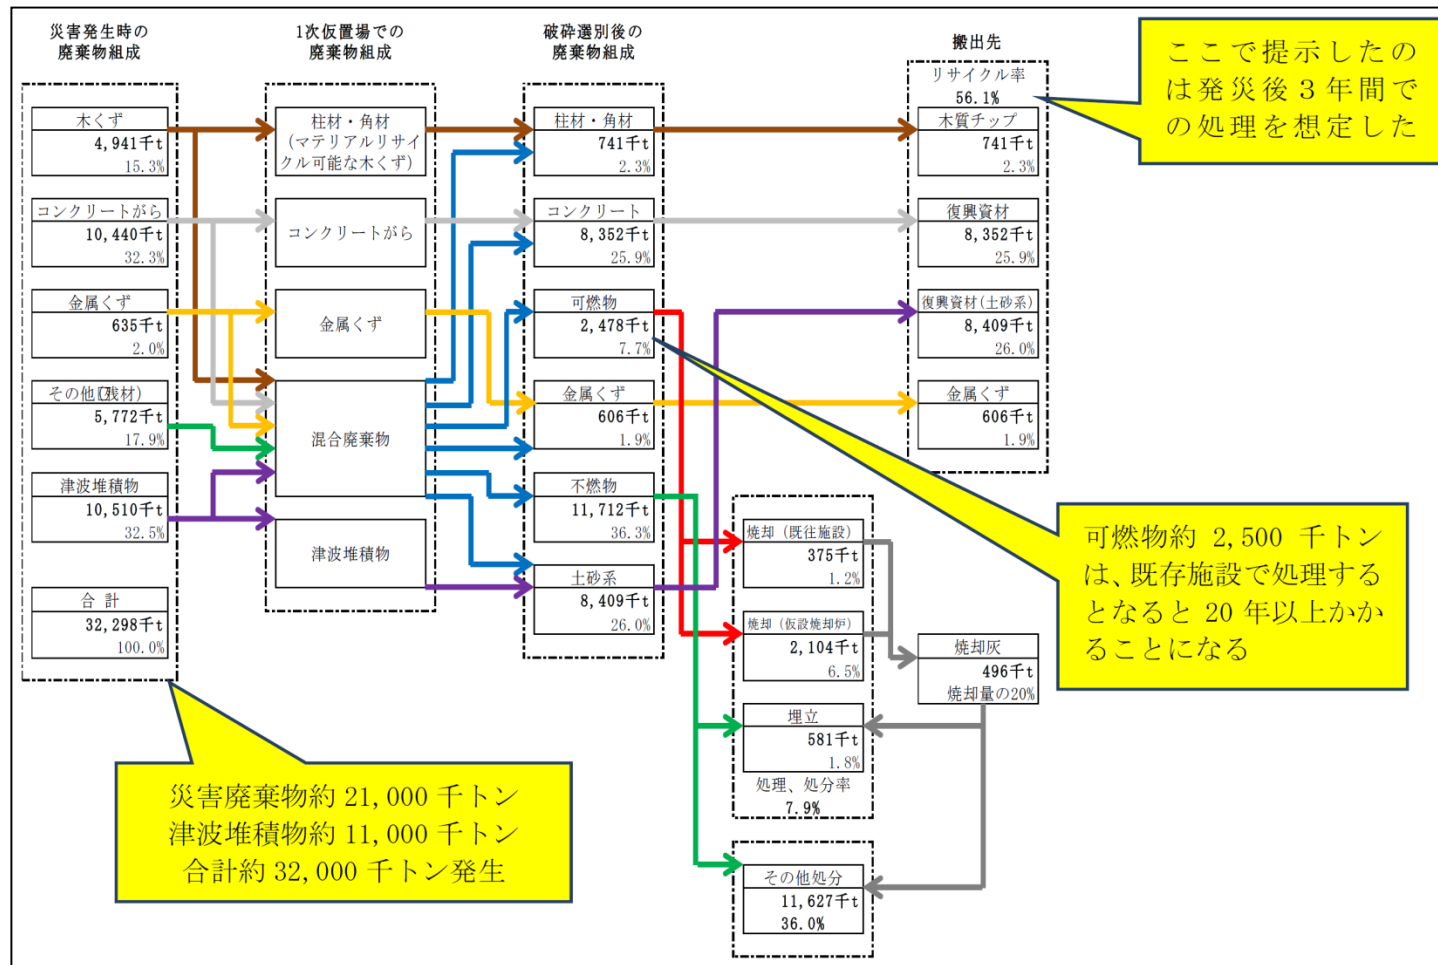 災害発生時の
廃棄物組成
木くず
4,941千t
15.3%
コンクリートがら
10,440千t
32.3%
金属くず
635千t
2.0%
5,772千t
17.9%
津波堆積物
10,510千t
32.5%
合計
32,298千t
100.0%
1次仮置場での
廃棄物組成
柱材・角材
（マテリアルリサイ
クル可能な木くず）
コンクリートがら
金属くず
混合廃棄物
津波堆積物
破砕選別後の
廃棄物組成
柱材・角材
741千t
2.3%
コンクリート
8,352千t
25.9%
可燃物
2,478千t
7.7%
金属くず
606千t
1.9%
不燃物
11,712千t
36.3%
土砂系
8,409千t
26.0%
搬出先
リサイクル率
56.1%
木質チップ
741千t
2.3%
復興資材
8,352千t
25.9%
復興資材(土砂系)
8,409千t
26.0%
金属くず
606千t
1.9%
焼却（既往施設）
375千t
1.2%
焼却（仮設焼却炉）
2,104千t
6.5%
埋立
581千t
1.8%
処理、処分率
7.9%
その他処分
11,627千t
36.0%
焼却灰
496千t
焼却量の20%
ここで提示したの
は発災後３年間で
の処理を想定した
可燃物約 2,500 千トン
は、既存施設で処理する
となると 20 年以上かか
ることになる
災害廃棄物約 21,000 千トン
津波堆積物約 11,000 千トン
合計約 32,000 千トン発生